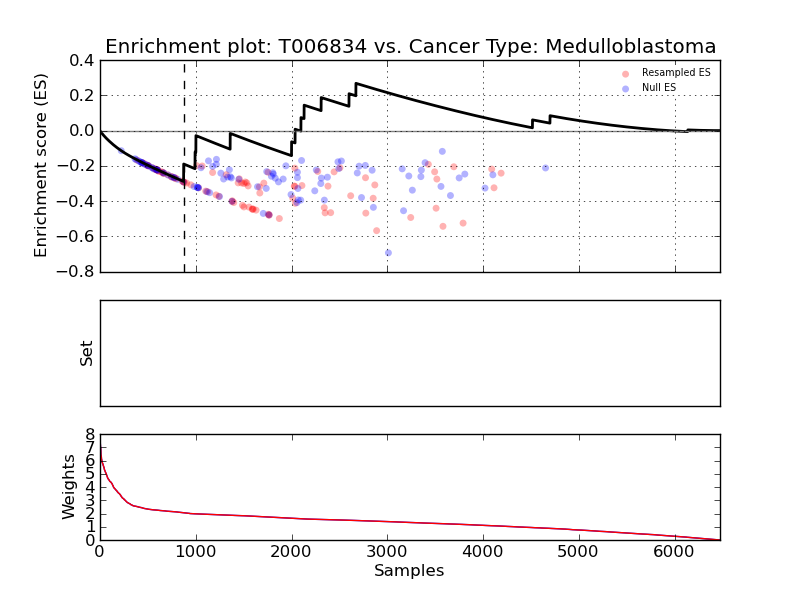 Enrichment plot: T006834 vs. Cancer Type: Medulloblastoma
Enrichment score (ES)
0.4
0.2
0.0
−0.2
−0.4
−0.6
−0.8
Resampled ES
Null ES
Set
Weights
8
7
6
5
4
3
2
1
0
0 1000 2000 3000 4000 5000 6000
Samples